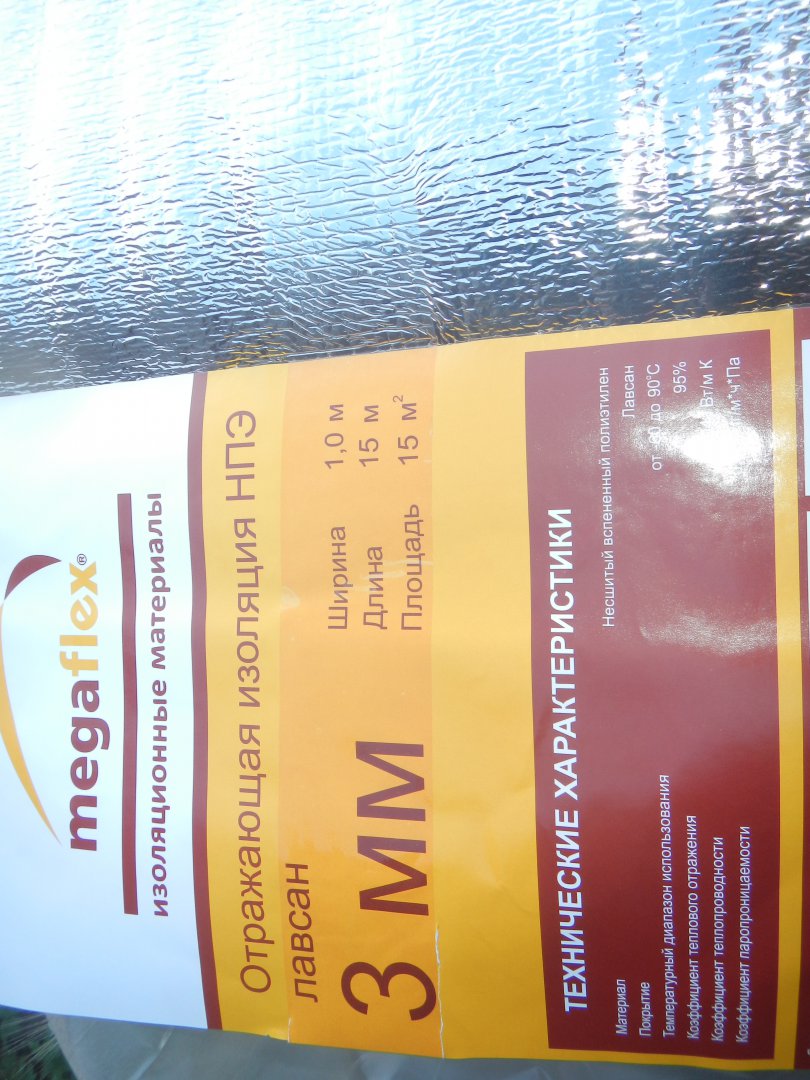 megaflex®
изоляционные материалы
Отражающая изоляция НПЭ
лавсан
3 мм
Ширина 1,0 м
Длина 15 м
Площадь 15 м²
ТЕХНИЧЕСКИЕ ХАРАКТЕРИСТИКИ
Материал Несшитый вспененный полиэтилен
Покрытие Лавсан
Температурный диапазон использования от до 90°С
Коэффициент теплового отражения 95%
Коэффициент теплопроводности Вт/м К
Коэффициент паропроницаемости /м*ч*Па